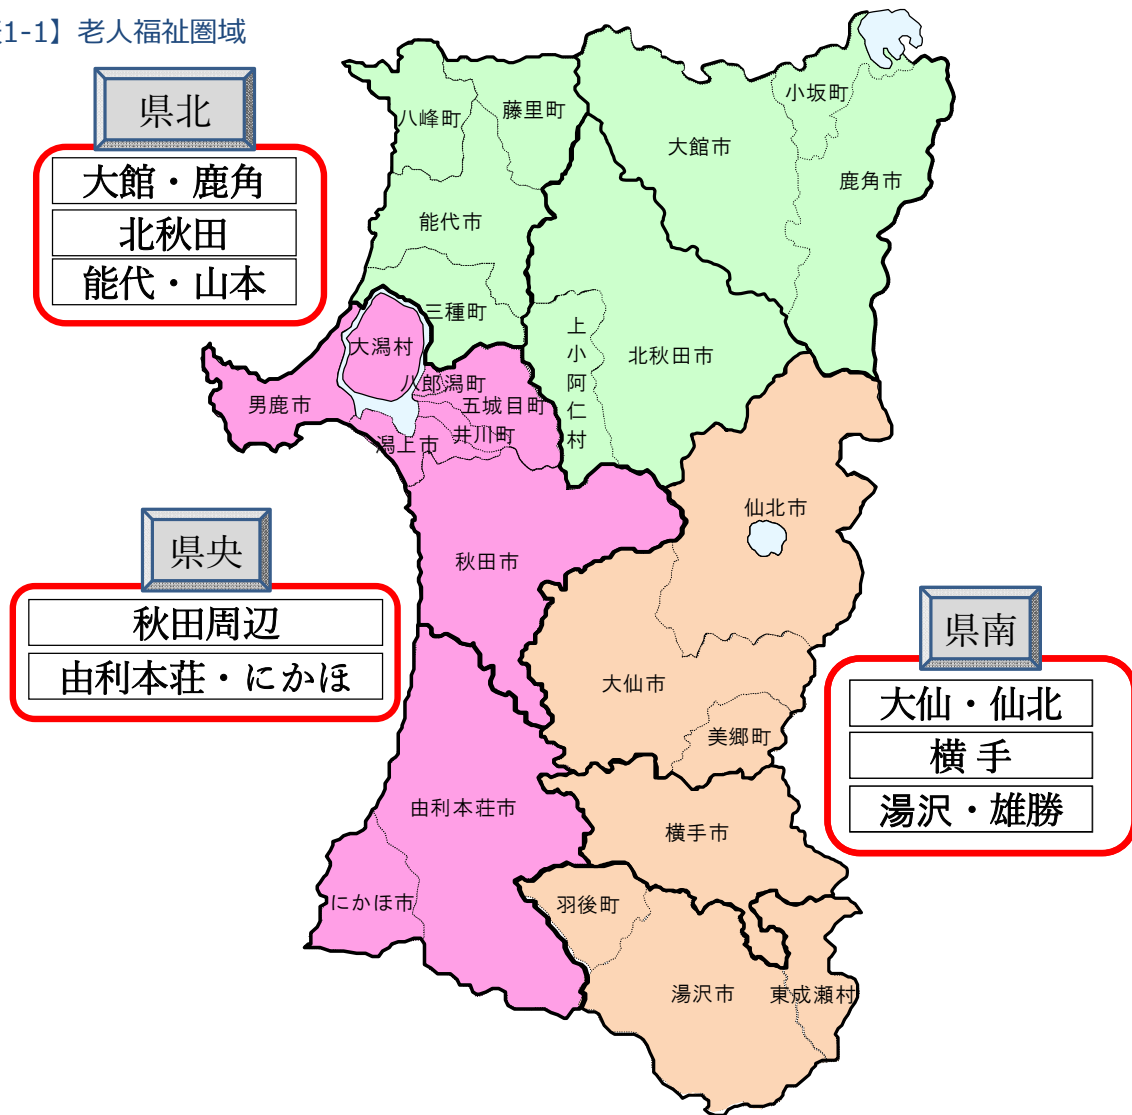 1-1】老人福祉圏域
県北
大館・鹿角
北秋田
能代・山本
八峰町
藤里町
小坂町
大館市
鹿角市
能代市
三種町
上小阿仁村
北秋田市
大潟村
八郎潟町
男鹿市
五城目町
井川町
潟上市
仙北市
県央
秋田周辺
由利本荘・にかほ
秋田市
県南
大仙・仙北
横手
湯沢・雄勝
大仙市
美郷町
由利本荘市
横手市
にかほ市
羽後町
湯沢市
東成瀬村